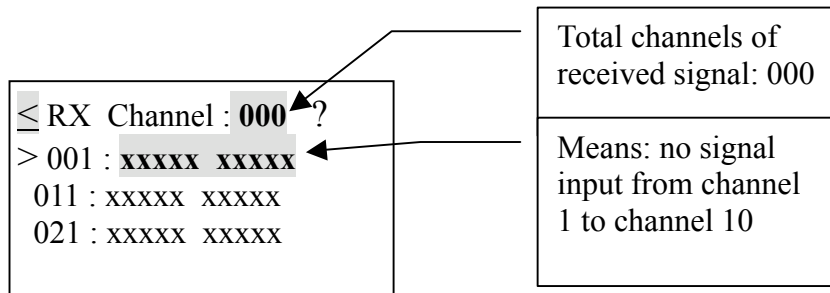 < RX Channel : 000 ?
> 001 : xxxxx xxxxx
011 : xxxxx xxxxx
021 : xxxxx xxxxx
Total channels of
received signal: 000
Means: no signal
input from channel
1 to channel 10